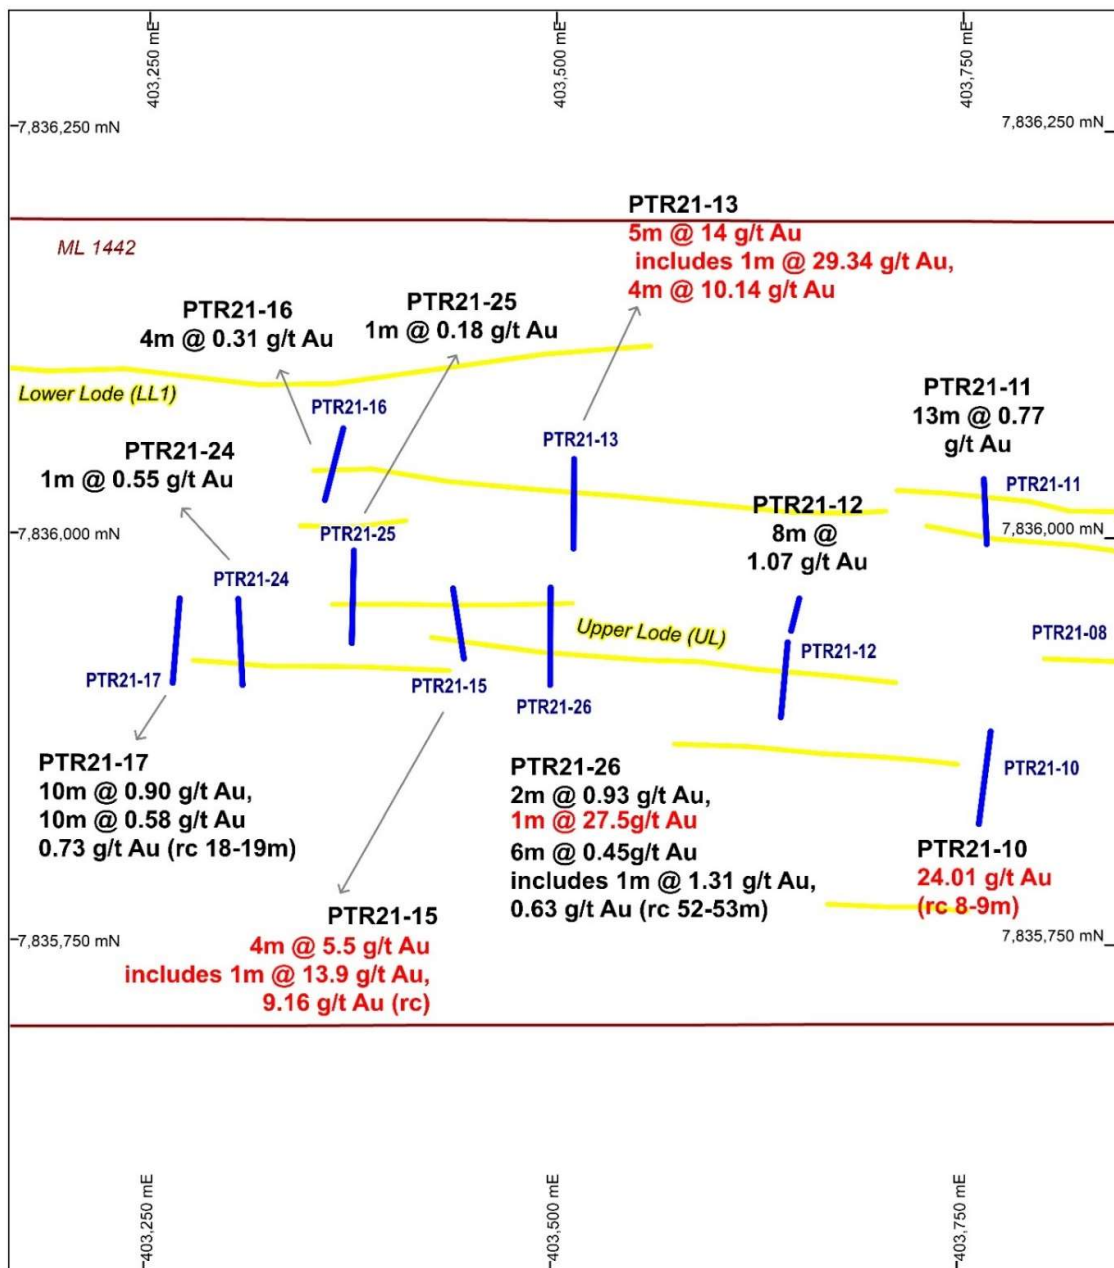 403,250 mE
403,500 mE
403,750 mE
7,836,250 mN
7,836,250 mN
ML 1442
PTR21-13
5m @ 14 g/t Au
includes 1m @ 29.34 g/t Au,
4m @ 10.14 g/t Au
PTR21-16
4m @ 0.31 g/t Au
PTR21-25
1m @ 0.18 g/t Au
Lower Lode (LL1)
PTR21-16
PTR21-13
PTR21-11
13m @ 0.77
g/t Au
PTR21-11
PTR21-24
1m @ 0.55 g/t Au
PTR21-12
8m @
1.07 g/t Au
7,836,000 mN
7,836,000 mN
PTR21-25
PTR21-24
Upper Lode (UL)
PTR21-08
PTR21-12
PTR21-17
PTR21-15
PTR21-26
PTR21-10
PTR21-17
10m @ 0.90 g/t Au,
10m @ 0.58 g/t Au
0.73 g/t Au (rc 18-19m)
PTR21-26
2m @ 0.93 g/t Au,
1m @ 27.5g/t Au
6m @ 0.45g/t Au
includes 1m @ 1.31 g/t Au,
0.63 g/t Au (rc 52-53m)
PTR21-10
24.01 g/t Au
(rc 8-9m)
PTR21-15
4m @ 5.5 g/t Au
includes 1m @ 13.9 g/t Au,
9.16 g/t Au (rc)
7,835,750 mN
7,835,750 mN
403,250 mE
403,500 mE
403,750 mE